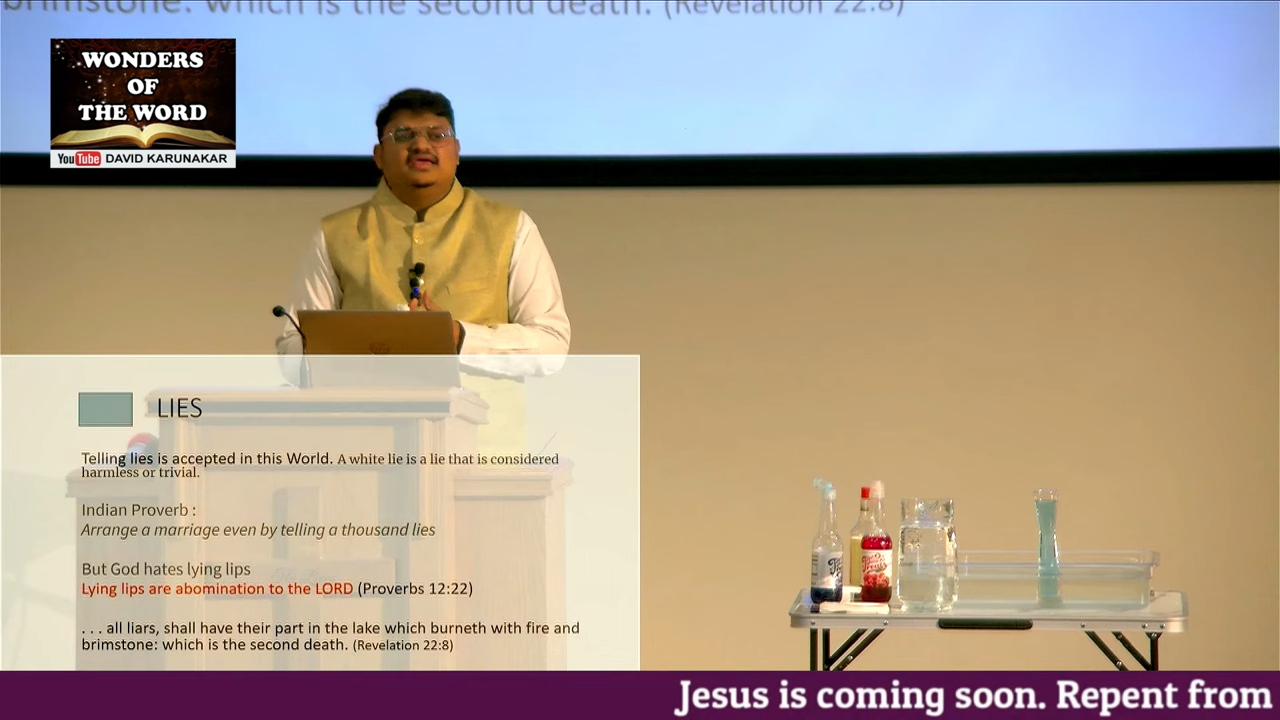 brimstone: which is the second death. (Revelation 22:8)
WONDERS
OF
THE WORD
YouTube DAVID KARUNAKAR
LIES
Telling lies is accepted in this World. A white lie is a lie that is considered
harmless or trivial.
Indian Proverb :
Arrange a marriage even by telling a thousand lies
But God hates lying lips
Lying lips are abomination to the LORD (Proverbs 12:22)
. . . all liars, shall have their part in the lake which burneth with fire and
brimstone: which is the second death. (Revelation 22:8)
Jesus is coming soon. Repent from